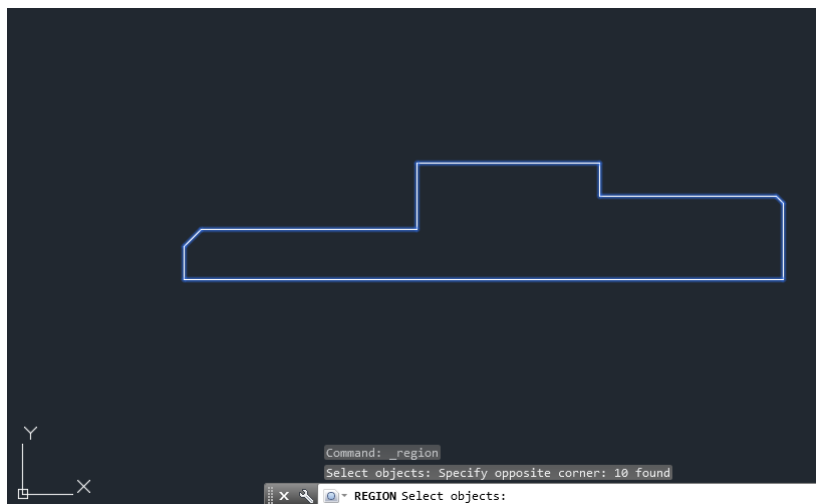 Y
X
Command: _region
Select objects: Specify opposite corner: 10 found
REGION Select objects: